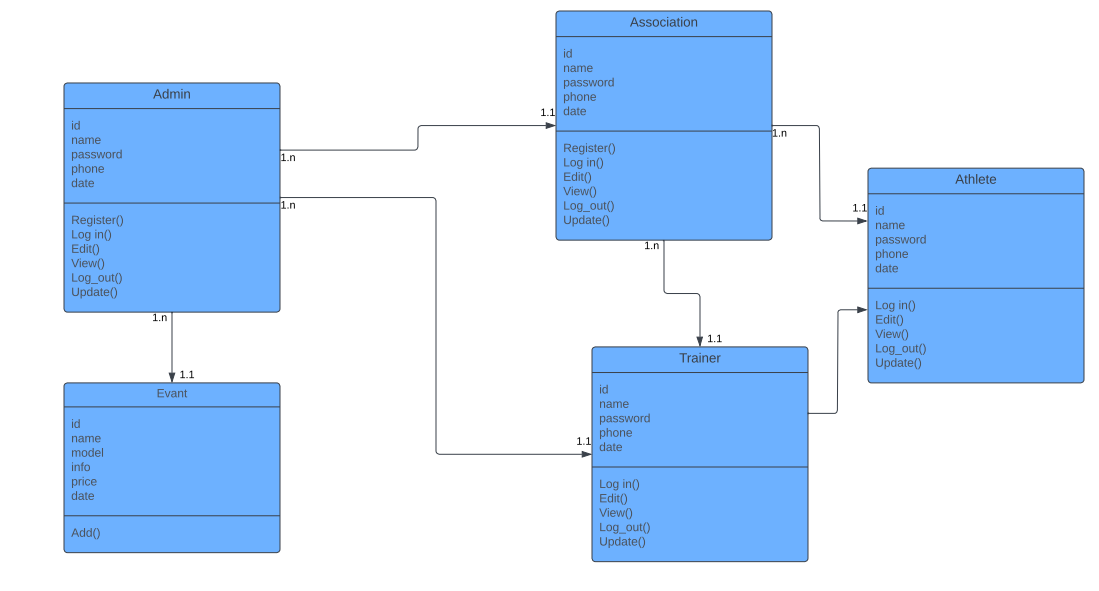 Association
id
name
password
phone
date
Register()
Log in()
Edit()
View()
Log_out()
Update()
1.1
1.n
1.n
Admin
id
name
password
phone
date
Register()
Log in()
Edit()
View()
Log_out()
Update()
1.n
1.n
1.n
1.1
Athlete
id
name
password
phone
date
Log in()
Edit()
View()
Log_out()
Update()
1.1
Evant
id
name
model
info
price
date
Add()
1.1
1.1
Trainer
id
name
password
phone
date
Log in()
Edit()
View()
Log_out()
Update()